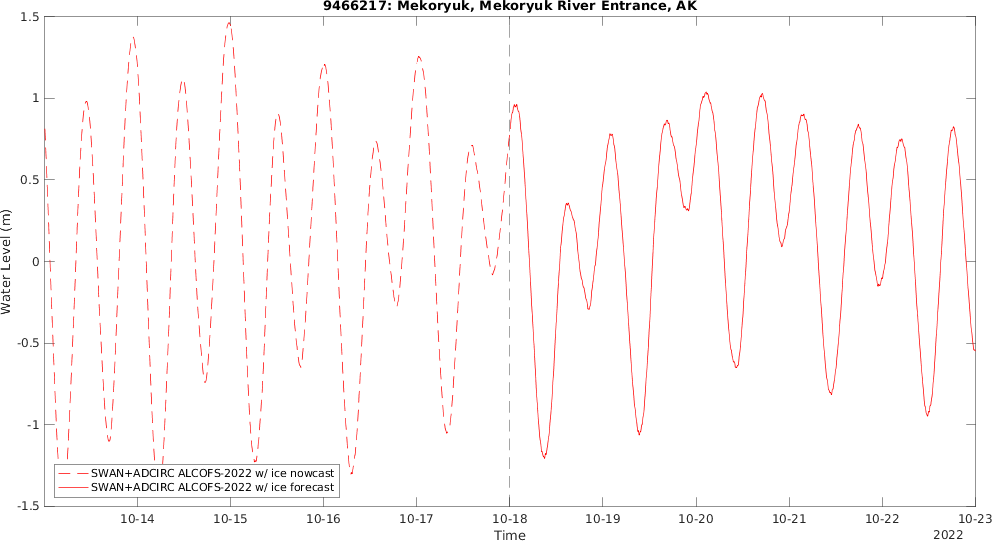 9466217: Mekoryuk, Mekoryuk River Entrance, AK
1.5
1
0.5
0
-0.5
-1
-1.5
Water Level (m)
SWAN+ADCIRC ALCOFS-2022 w/ ice nowcast
SWAN+ADCIRC ALCOFS-2022 w/ ice forecast
10-14 10-15 10-16 10-17 10-18 10-19 10-20 10-21 10-22 10-23
Time 2022